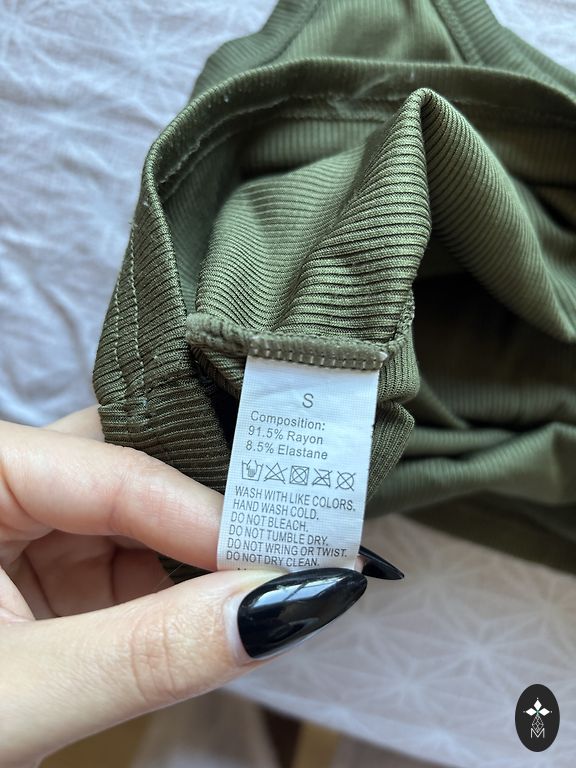 S
Composition:
91.5% Rayon
8.5% Elastane
WASH WITH LIKE COLORS.
HAND WASH COLD.
DO NOT BLEACH.
DO NOT TUMBLE DRY.
DO NOT WRING OR TWIST.
DO NOT DRY CLEAN.